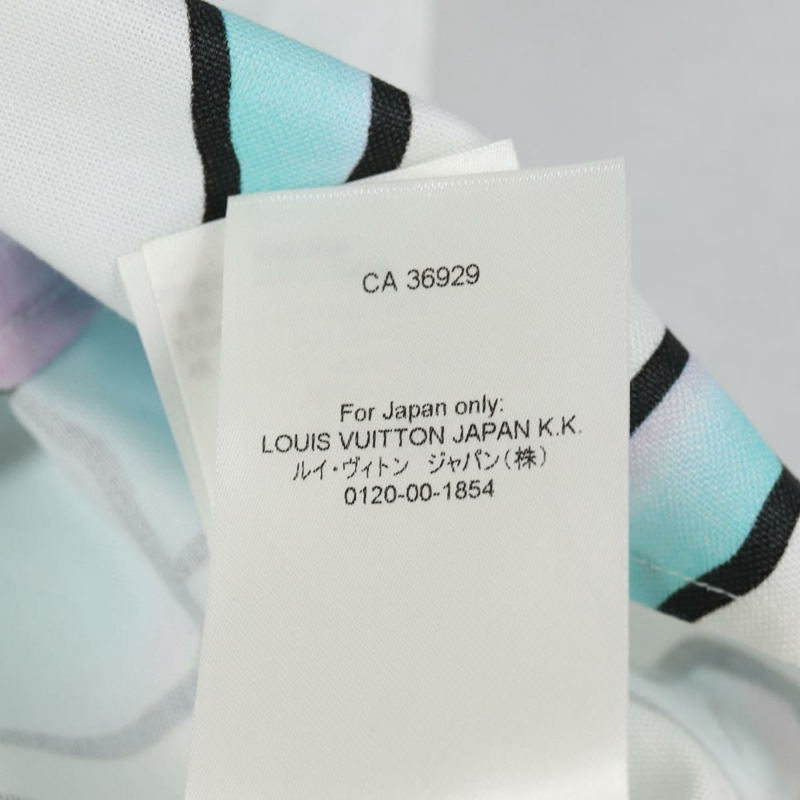 CA 36929
For Japan only:
LOUIS VUITTON JAPAN K.K.
ルイ・ヴィトン ジャパン(株)
0120-00-1854